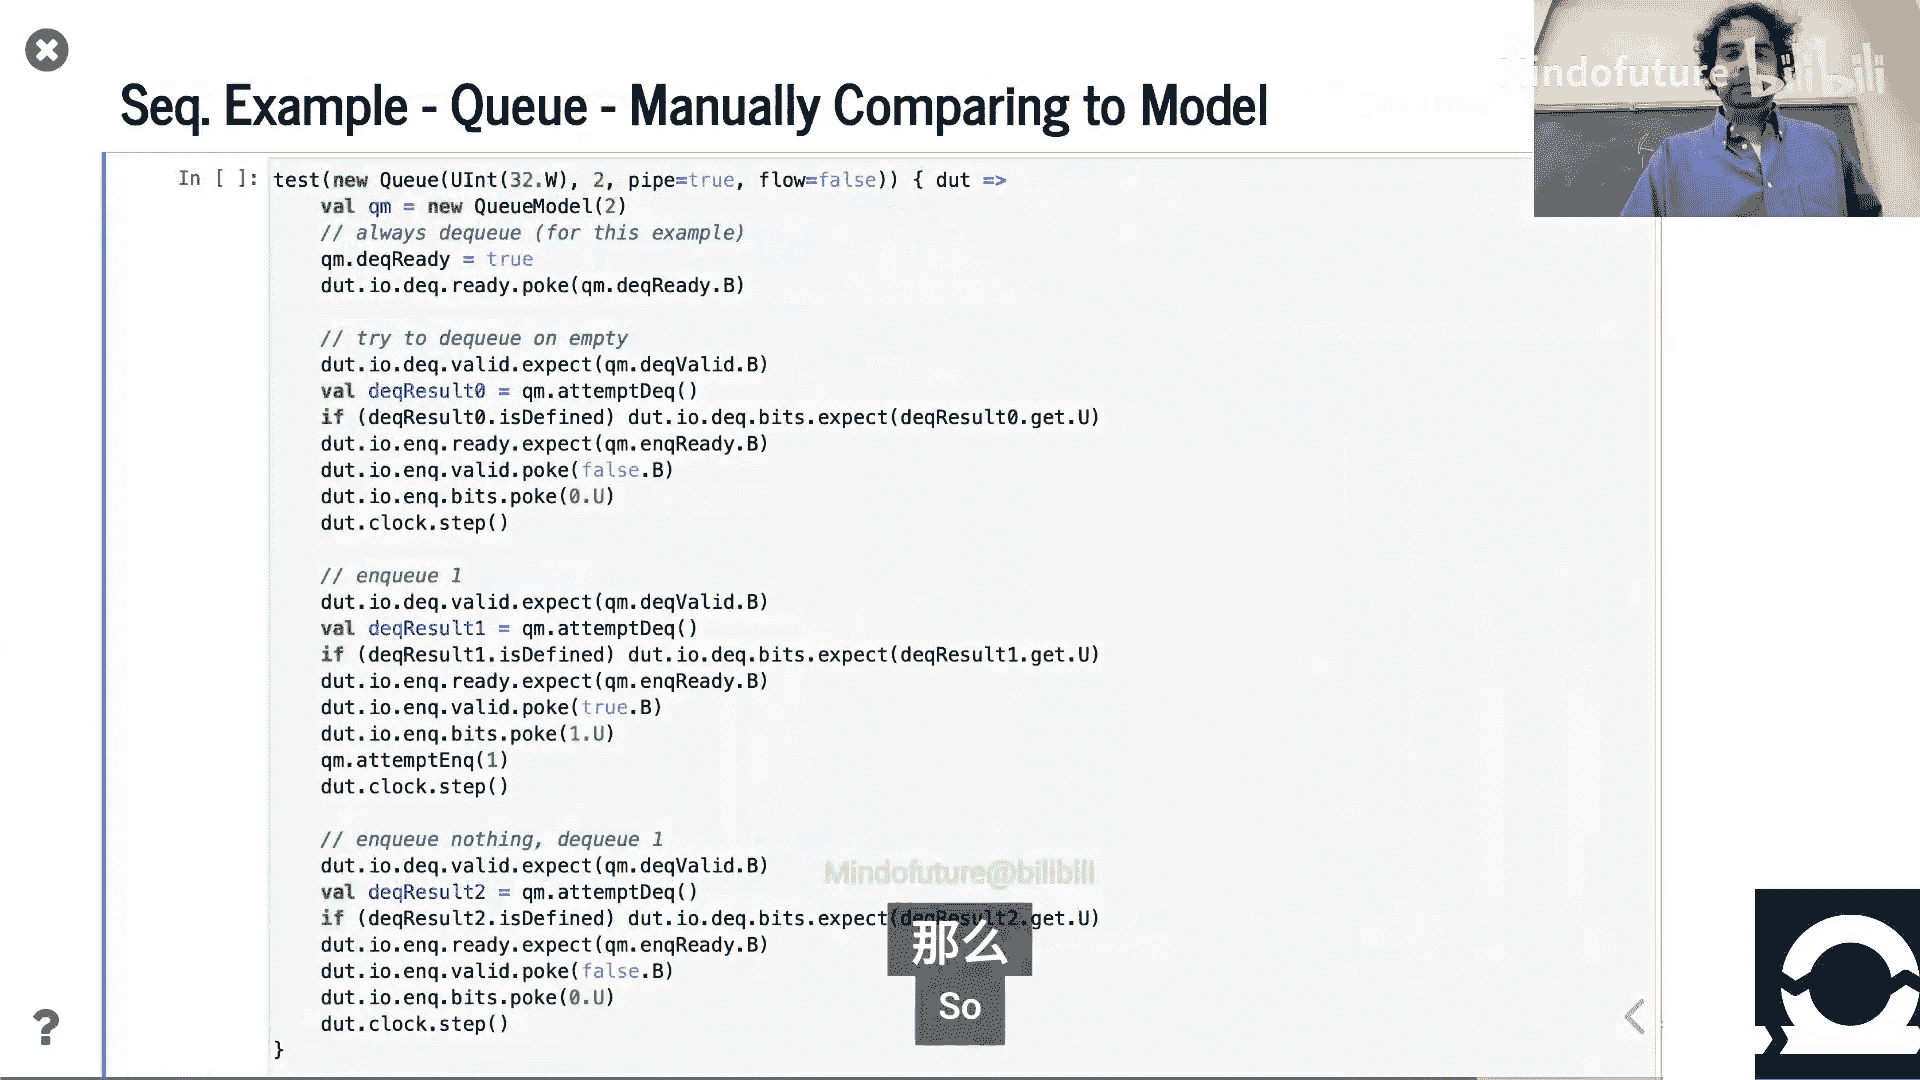 Seq. Example - Queue - Manually Comparing to Model
Mindofuture bilibili
In [ ]: test(new Queue(UInt(32.W), 2, pipe=true, flow=false)) { dut =>
val qm = new QueueModel(2)
// always dequeue (for this example)
qm.deqReady = true
dut.io.deq.ready.poke(qm.deqReady.B)
// try to dequeue on empty
dut.io.deq.valid.expect(qm.deqValid.B)
val deqResult0 = qm.attemptDeq()
if (deqResult0.isDefined) dut.io.deq.bits.expect(deqResult0.get.U)
dut.io.enq.ready.expect(qm.enqReady.B)
dut.io.enq.valid.poke(false.B)
dut.io.enq.bits.poke(0.U)
dut.clock.step()
// enqueue 1
dut.io.deq.valid.expect(qm.deqValid.B)
val deqResult1 = qm.attemptDeq()
if (deqResult1.isDefined) dut.io.deq.bits.expect(deqResult1.get.U)
dut.io.enq.ready.expect(qm.enqReady.B)
dut.io.enq.valid.poke(true.B)
dut.io.enq.bits.poke(1.U)
qm.attemptEnq(1)
dut.clock.step()
// enqueue nothing, dequeue 1
dut.io.deq.valid.expect(qm.deqValid.B)
val deqResult2 = qm.attemptDeq()
if (deqResult2.isDefined) dut.io.deq.bits.expect(deqResult2.get.U)
dut.io.enq.ready.expect(qm.enqReady.B)
dut.io.enq.valid.poke(false.B)
dut.io.enq.bits.poke(0.U)
dut.clock.step()
}
Mindofuture@bilibili
那么
So
?